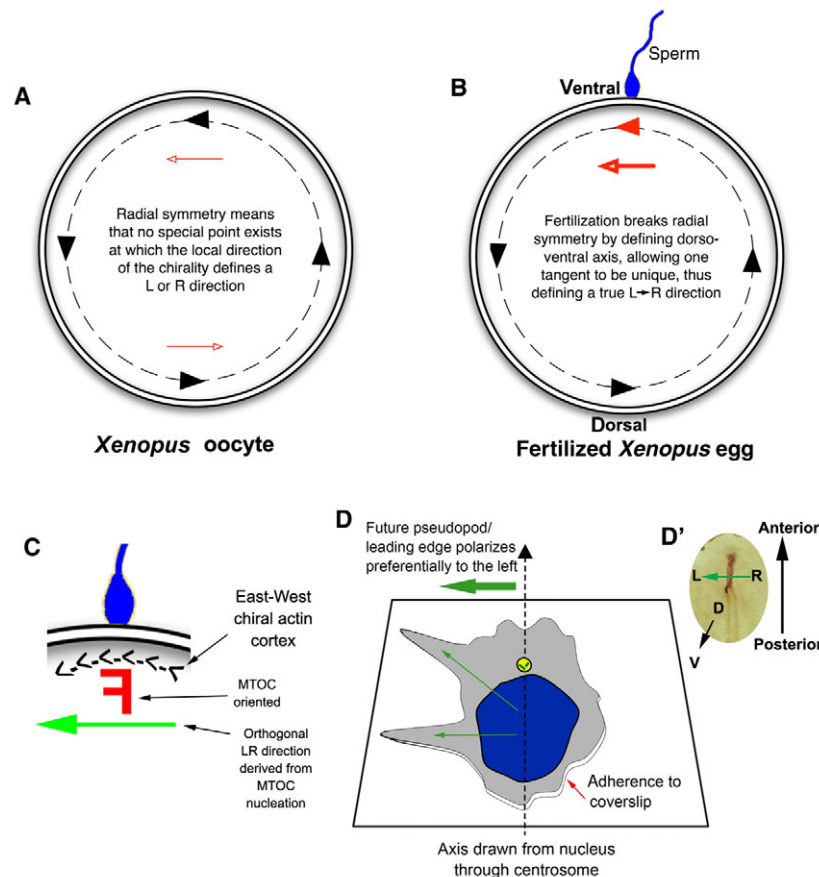 A
Radial symmetry means
that no special point exists
at which the local direction
of the chirality defines a
L or R direction
Xenopus oocyte
B
Sperm
Ventral
Fertilization breaks radial
symmetry by defining dorso-
ventral axis, allowing one
tangent to be unique, thus
defining a true L→R direction
Dorsal
Fertilized Xenopus egg
C
East-West
chiral actin
cortex
MTOC
oriented
Orthogonal
LR direction
derived from
MTOC
nucleation
D
Future pseudopod/
leading edge polarizes
preferentially to the left
Adherence to
coverslip
Axis drawn from nucleus
through centrosome
D'
Anterior
L
R
D
V
Posterior